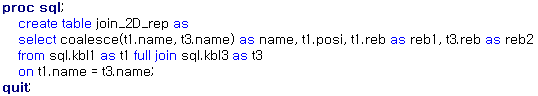 proc sql;
create table join_2D_rep as
select coalesce(t1.name, t3.name) as name, t1.posi, t1.reb as reb1, t3.reb as reb2
from sql.kbl1 as t1 full join sql.kbl3 as t3
on t1.name = t3.name;
quit;